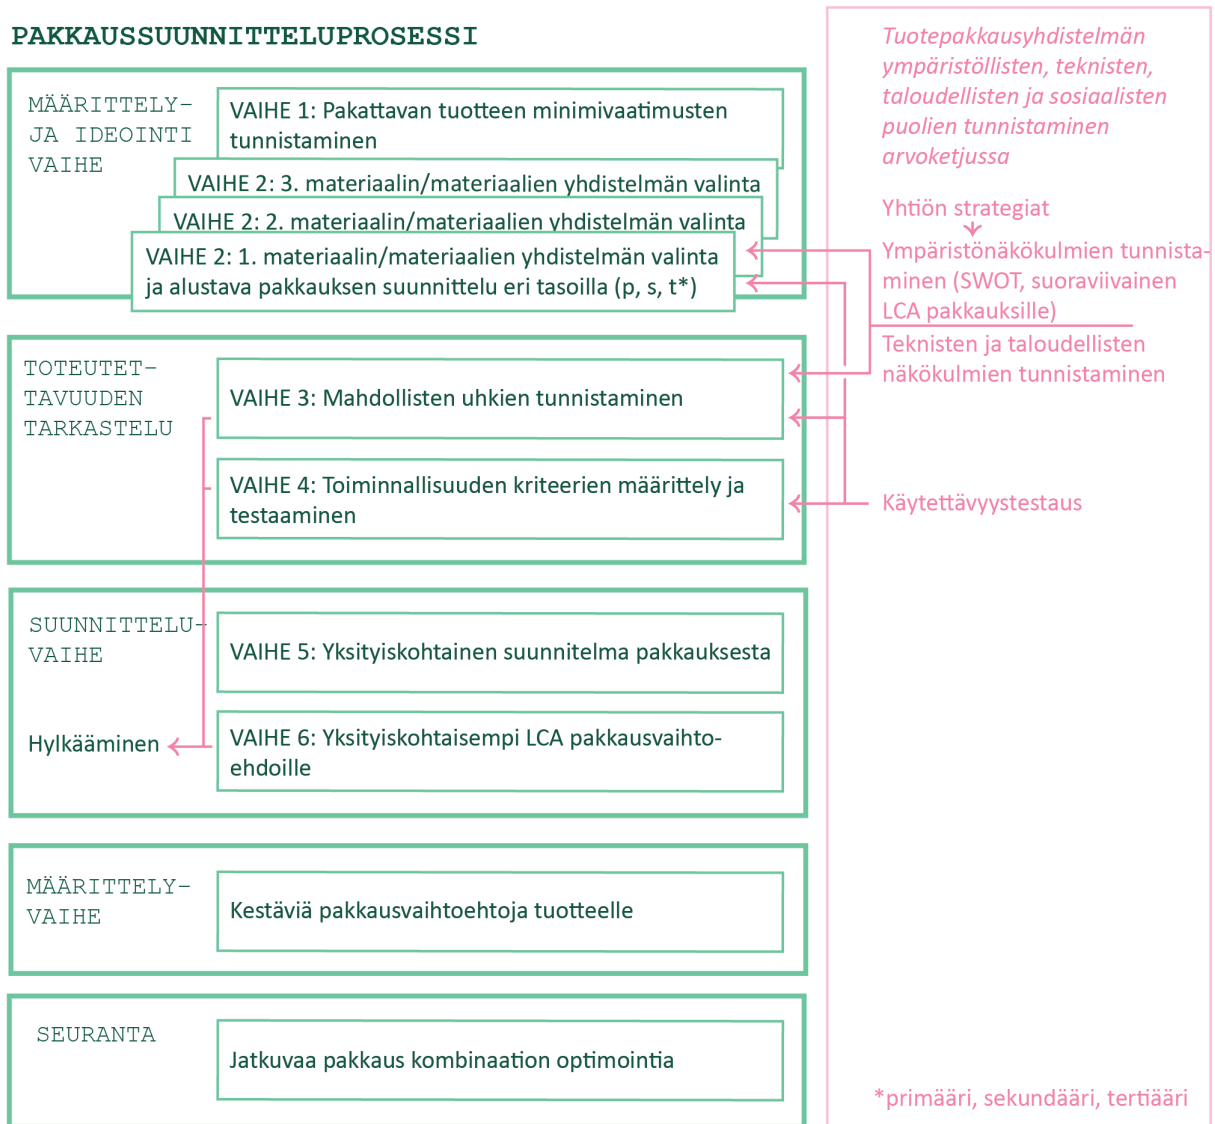 PAKKAUSSUUNNITTELUPROSESSI
MÄÄRITTELY-
JA IDEOINTI
VAIHE
VAIHE 1: Pakattavan tuotteen minimivaatimusten
tunnistaminen
VAIHE 2: 3. materiaalin/materiaalien yhdistelmän valinta
VAIHE 2: 2. materiaalin/materiaalien yhdistelmän valinta
VAIHE 2: 1. materiaalin/materiaalien yhdistelmän valinta
ja alustava pakkauksen suunnittelu eri tasoilla (p, s, t*)
TOTEUTET-
TAVUUDEN
TARKASTELU
VAIHE 3: Mahdollisten uhkien tunnistaminen
VAIHE 4: Toiminnallisuuden kriteerien määrittely ja
testaaminen
SUUNNITTELU-
VAIHE
VAIHE 5: Yksityiskohtainen suunnitelma pakkauksesta
Hylkääminen
VAIHE 6: Yksityiskohtaisempi LCA pakkausvaihto-
ehdoille
MÄÄRITTELY-
VAIHE
Kestäviä pakkausvaihtoehtoja tuotteelle
SEURANTA
Jatkuvaa pakkaus kombinaation optimointia
Tuotepakkausyhdistelmän
ympäristöllisten, teknisten,
taloudellisten ja sosiaalisten
puolien tunnistaminen
arvoketjussa
Yhtiön strategiat
Ympäristönäkökulmien tunnista-
minen (SWOT, suoraviivainen
LCA pakkauksille)
Teknisten ja taloudellisten
näkökulmien tunnistaminen
Käytettävyystestaus
*primääri, sekundääri, tertiääri